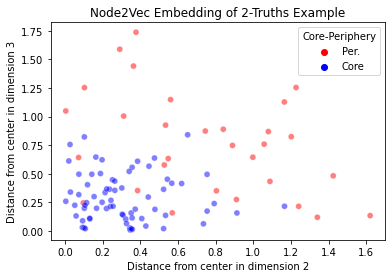 Node2Vec Embedding of 2-Truths Example
Core-Periphery
Per.
Core
Distance from center in dimension 3
1.75
1.50
1.25
1.00
0.75
0.50
0.25
0.00
0.0 0.2 0.4 0.6 0.8 1.0 1.2 1.4 1.6
Distance from center in dimension 2